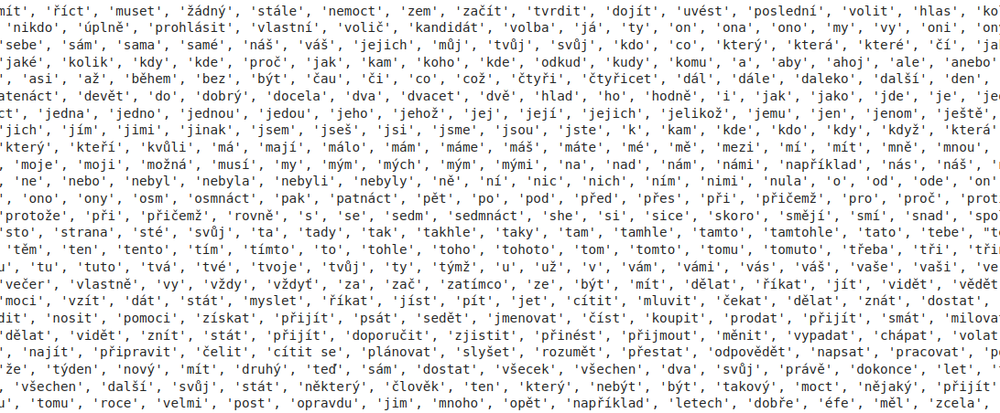 mít', 'říct', 'muset', 'žádný', 'stále', 'nemoct', 'zem', 'začít', 'tvrdit', 'dojít', 'uvést', 'poslední', 'volit', 'hlas', 'ko
'nikdo', 'úplně', 'prohlásit', 'vlastní', 'volič', 'kandidát', 'volba', 'já', 'ty', 'on', 'ona', 'ono', 'my', 'vy', 'oni', 'on
'sebe', 'sám', 'sama', 'samé', 'náš', 'váš', 'jejich', 'můj', 'tvůj', 'svůj', 'kdo', 'co', 'který', 'která', 'které', 'čí', 'ja
'jaké', 'kolik', 'kdy', 'kde', 'proč', 'jak', 'kam', 'koho', 'kde', 'odkud', 'kudy', 'komu', 'a', 'aby', 'ahoj', 'ale', 'anebo'
, 'asi', 'až', 'během', 'bez', 'být', 'čau', 'či', 'co', 'což', 'čtyři', 'čtyřicet', 'dál', 'dále', 'daleko', 'další', 'den',
atenáct', 'devět', 'do', 'dobrý', 'docela', 'dva', 'dvacet', 'dvě', 'hlad', 'ho', 'hodně', 'i', 'jak', 'jako', 'jde', 'je', 'je
ct', 'jedna', 'jedno', 'jednou', 'jedou', 'jeho', 'jehož', 'jej', 'její', 'jejich', 'jelikož', 'jemu', 'jen', 'jenom', 'ještě',
'jich', 'jím', 'jimi', 'jinak', 'jsem', 'jseš', 'jsi', 'jsme', 'jsou', 'jste', 'k', 'kam', 'kde', 'kdo', 'kdy', 'když', 'která'
'který', 'kteří', 'kvůli', 'má', 'mají', 'málo', 'mám', 'máme', 'máš', 'máte', 'mé', 'mě', 'mezi', 'mí', 'mít', 'mně', 'mnou',
, 'moje', 'moji', 'možná', 'musí', 'my', 'mým', 'mých', 'mým', 'mými', 'na', 'nad', 'nám', 'námi', 'například', 'nás', 'náš',
, 'ne', 'nebo', 'nebyl', 'nebyla', 'nebyli', 'nebyly', 'ně', 'ní', 'nic', 'nich', 'ním', 'nimi', 'nula', 'o', 'od', 'ode', 'on
, 'ono', 'ony', 'osm', 'osmnáct', 'pak', 'patnáct', 'pět', 'po', 'pod', 'před', 'přes', 'při', 'přičemž', 'pro', 'proč', 'prot
'protože', 'při', 'přičemž', 'rovně', 's', 'se', 'sedm', 'sedmnáct', 'she', 'si', 'sice', 'skoro', 'smějí', 'smí', 'snad', 'spo
'sto', 'strana', 'sté', 'svůj', 'ta', 'tady', 'tak', 'takhle', 'taky', 'tam', 'tamhle', 'tamto', 'tamtohle', 'tato', 'tebe', "t
'těm', 'ten', 'tento', 'tím', 'tímto', 'to', 'tohle', 'toho', 'tohoto', 'tom', 'tomto', 'tomu', 'tomuto', 'třeba', 'tři', 'tři
u', 'tu', 'tuto', 'tvá', 'tvé', 'tvoje', 'tvůj', 'ty', 'týmž', 'u', 'už', 'v', 'vám', 'vámi', 'vás', 'váš', 'vaše', 'vaši', 've
'večer', 'vlastně', 'vy', 'vždy', 'vždyť', 'za', 'zač', 'zatímco', 'ze', 'být', 'mít', 'dělat', 'říkat', 'jít', 'vidět', 'vědět
'moci', 'vzít', 'dát', 'stát', 'myslet', 'říkat', 'jíst', 'pít', 'jet', 'cítit', 'mluvit', 'čekat', 'dělat', 'znát', 'dostat',
dit', 'nosit', 'pomoci', 'získat', 'přijít', 'psát', 'sedět', 'jmenovat', 'číst', 'koupit', 'prodat', 'přijít', 'smát', 'milova
'dělat', 'vidět', 'znít', 'stát', 'přijít', 'doporučit', 'zjistit', 'přinést', 'přijmout', 'měnit', 'vypadat', 'chápat', 'volat
, 'najít', 'připravit', 'čelit', 'cítit se', 'plánovat', 'slyšet', 'rozumět', 'přestat', 'odpovědět', 'napsat', 'pracovat', 'p
'že', 'týden', 'nový', 'mít', 'druhý', 'teď', 'sám', 'dostat', 'všecek', 'všechen', 'dva', 'svůj', 'právě', 'dokonce', 'let',
, 'všechen', 'další', 'svůj', 'stát', 'některý', 'člověk', 'ten', 'který', 'nebýt', 'být', 'takový', 'moct', 'nějaký', 'přijít'
u', 'tomu', 'roce', 'velmi', 'post', 'opravdu', 'jim', 'mnoho', 'opět', 'například', 'letech', 'dobře', 'éfe', 'měl', 'zcela',